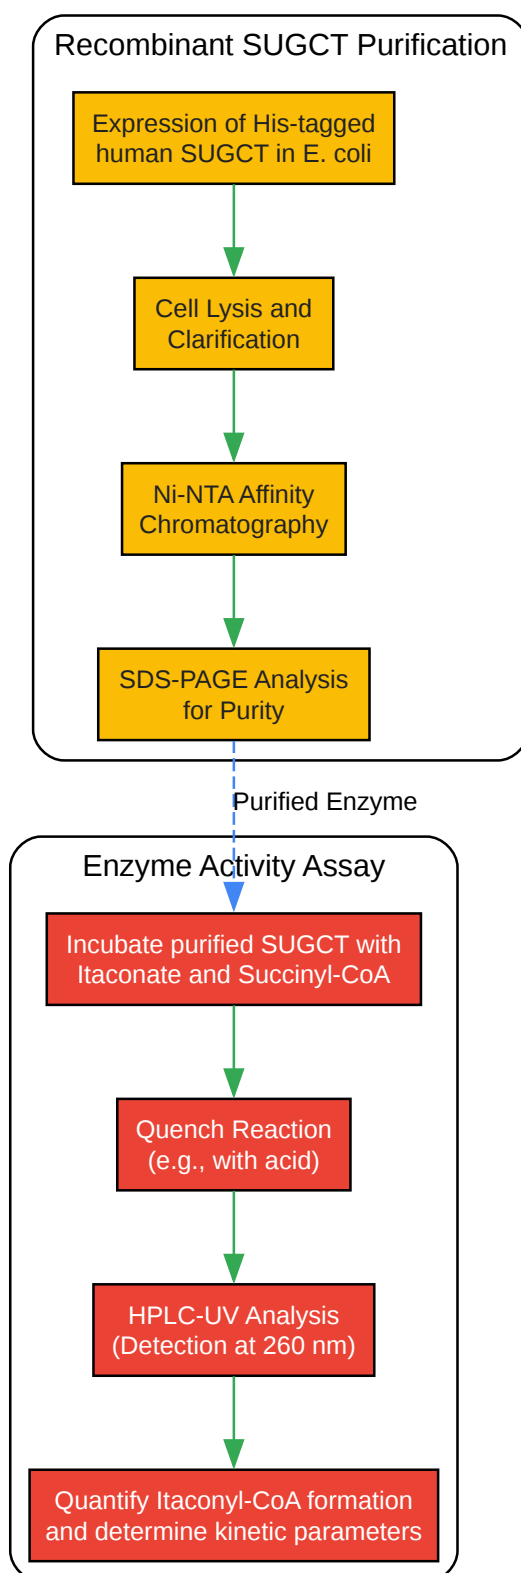 Recombinant SUGCT Purification
Expression of His-tagged
human SUGCT in E. coli
Cell Lysis and
Clarification
Ni-NTA Affinity
Chromatography
SDS-PAGE Analysis
for Purity
Purified Enzyme
Enzyme Activity Assay
Incubate purified SUGCT with
Itaconate and Succinyl-CoA
Quench Reaction
(e.g., with acid)
HPLC-UV Analysis
(Detection at 260 nm)
Quantify Itaconyl-CoA formation
and determine kinetic parameters